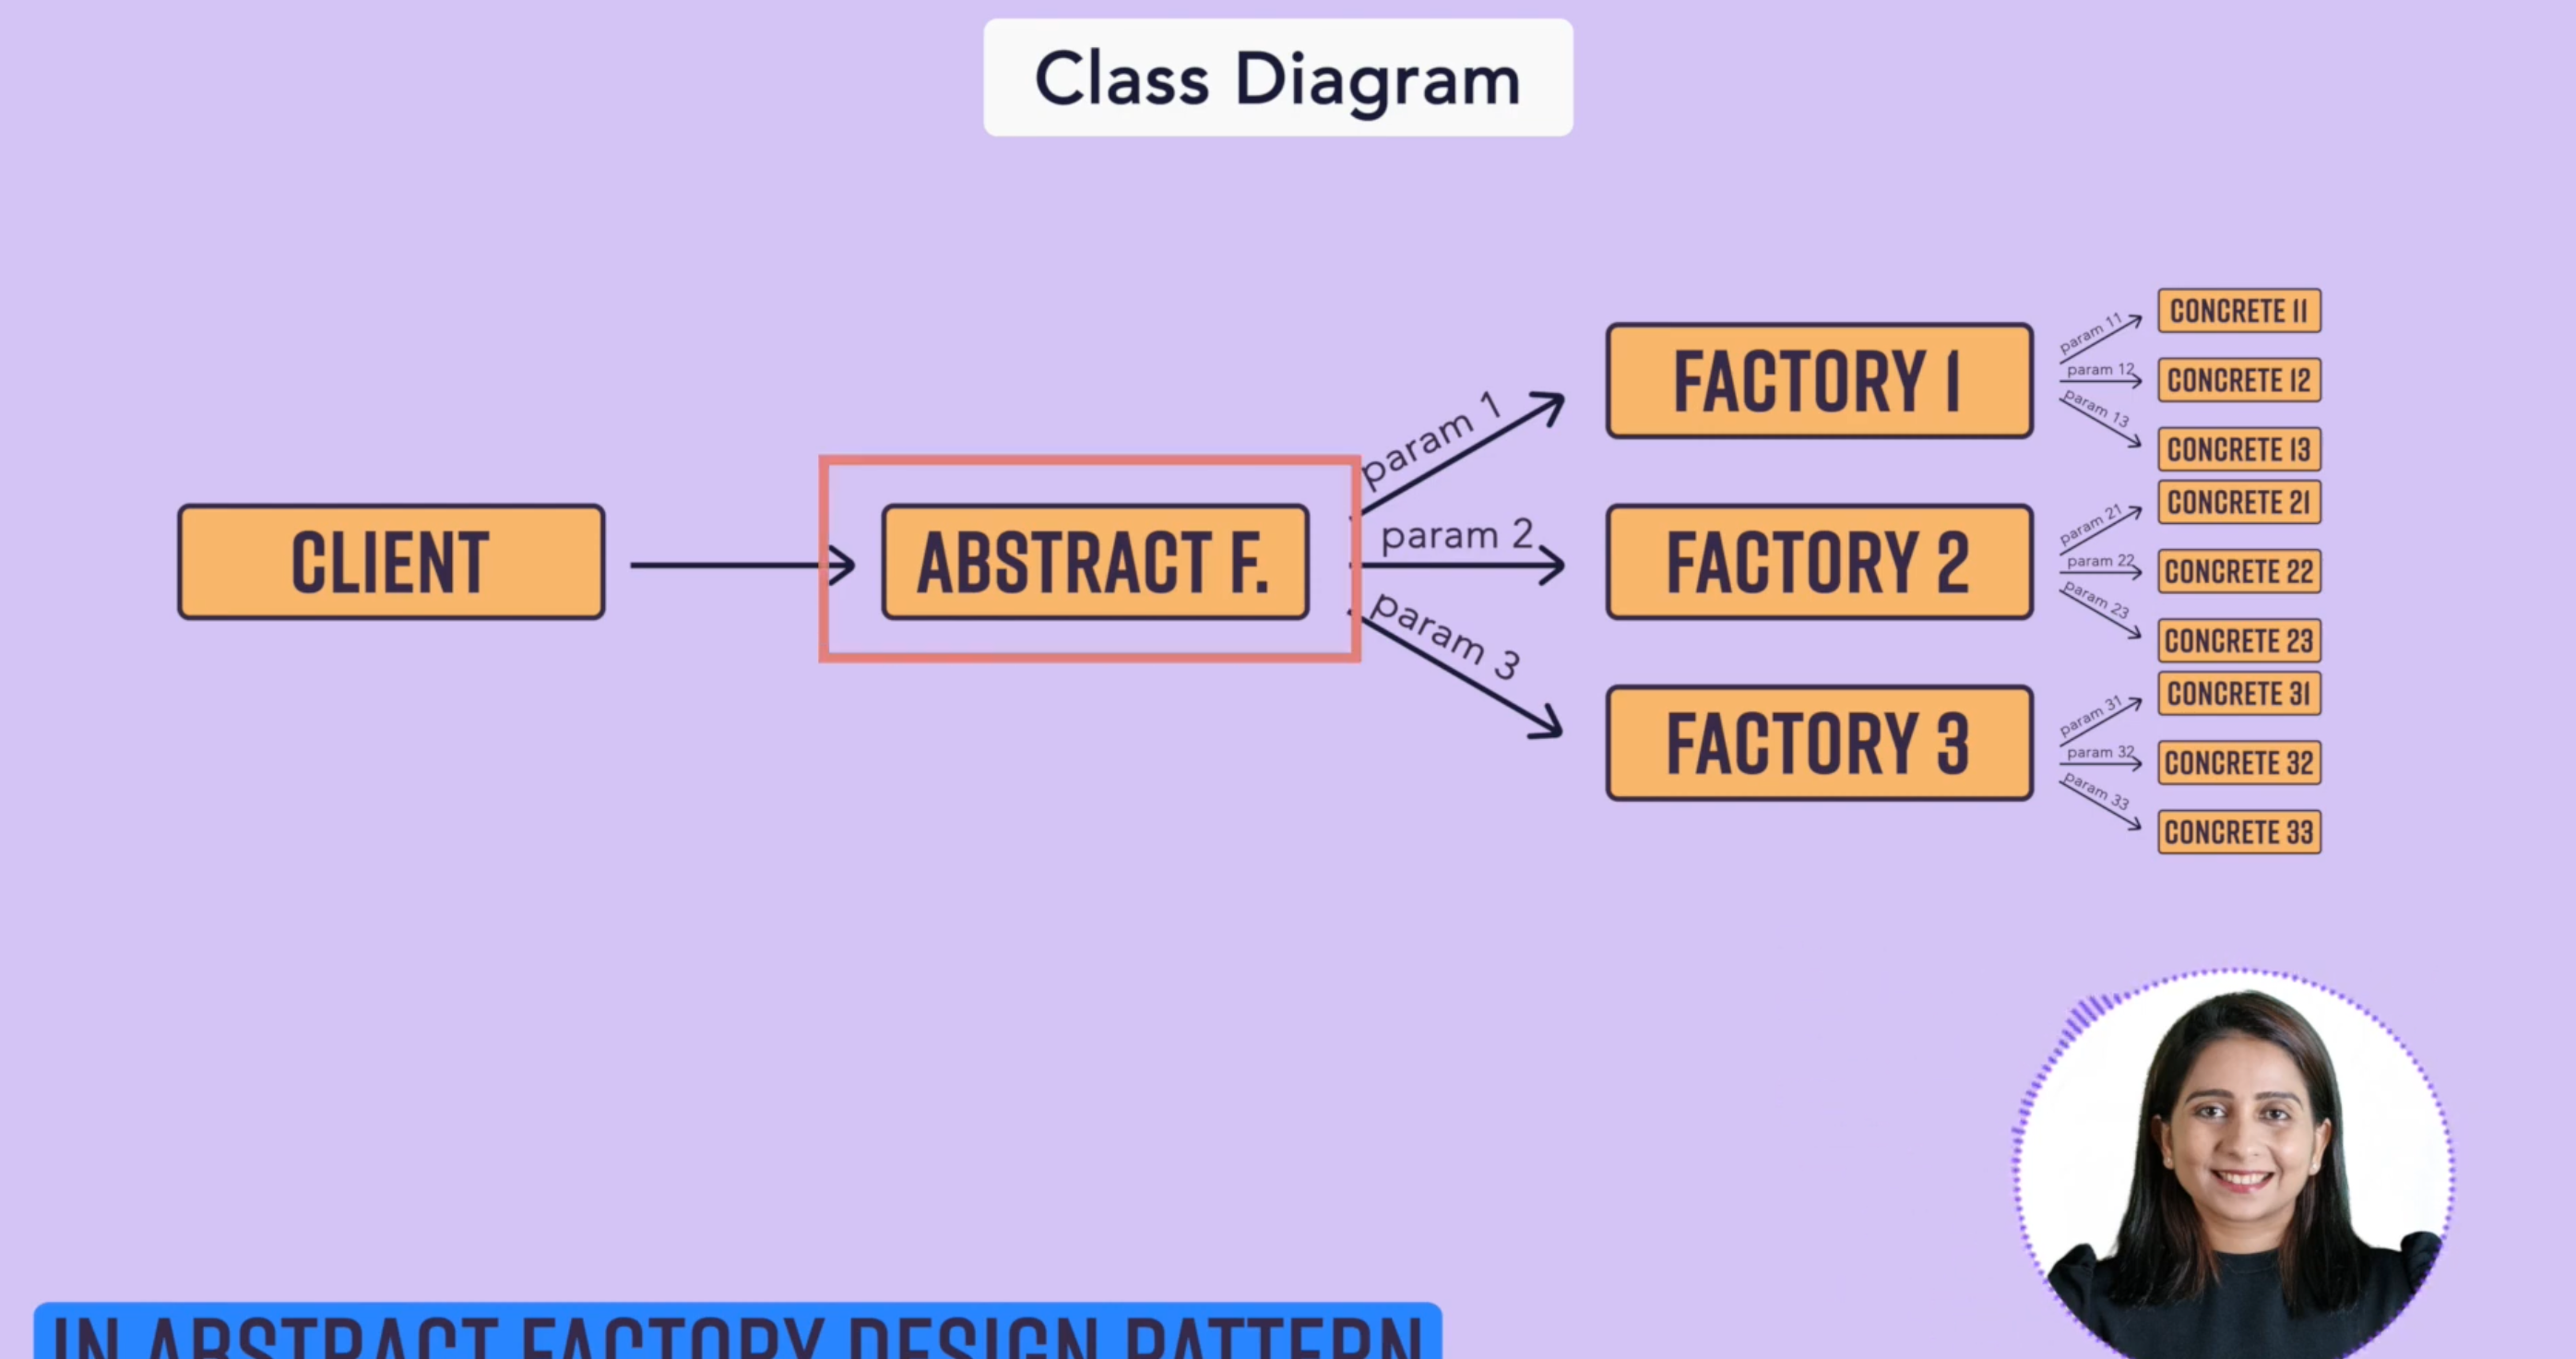 Class Diagram
CLIENT
ABSTRACT F.
param 1
param 2
param 3
FACTORY 1
param 11
param 12
param 13
CONCRETE 11
CONCRETE 12
CONCRETE 13
FACTORY 2
param 21
param 22
param 23
CONCRETE 21
CONCRETE 22
CONCRETE 23
FACTORY 3
param 31
param 32
param 33
CONCRETE 31
CONCRETE 32
CONCRETE 33
IN ABSTRACT FACTORY DESIGN PATTERN